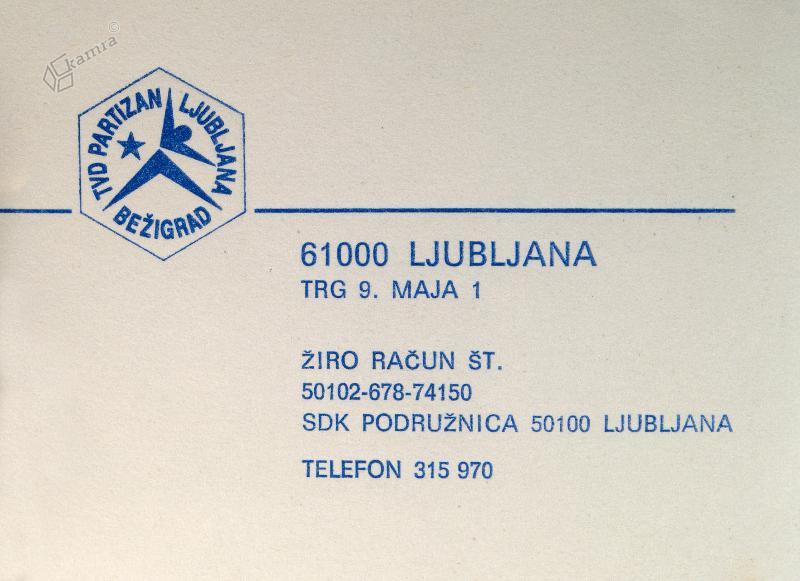 kamra©
TVD PARTIZAN LJUBLJANA
BEŽIGRAD
61000 LJUBLJANA
TRG 9. MAJA 1
ŽIRO RAČUN ŠT.
50102-678-74150
SDK PODRUŽNICA 50100 LJUBLJANA
TELEFON 315 970